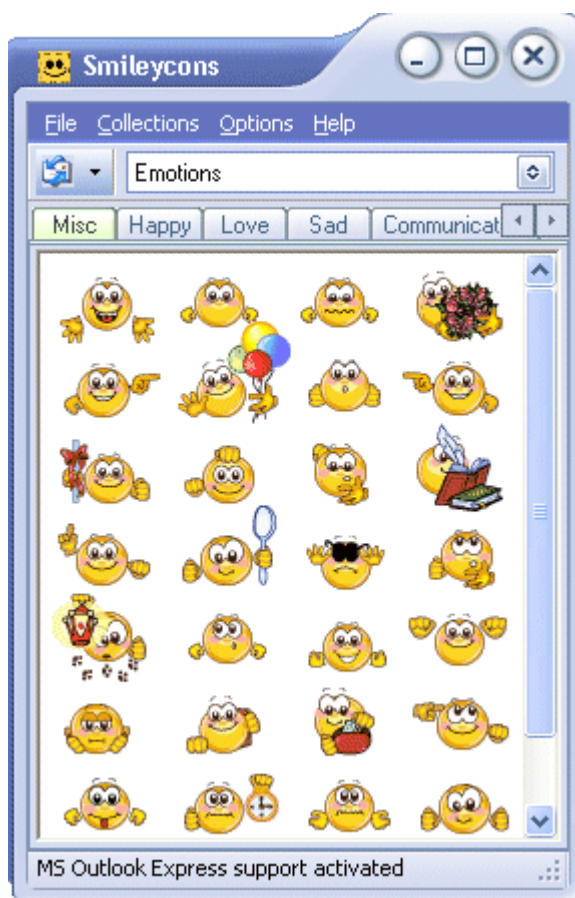 Smileycons
File Collections Options Help
Emotions
Misc Happy Love Sad Communicat
MS Outlook Express support activated